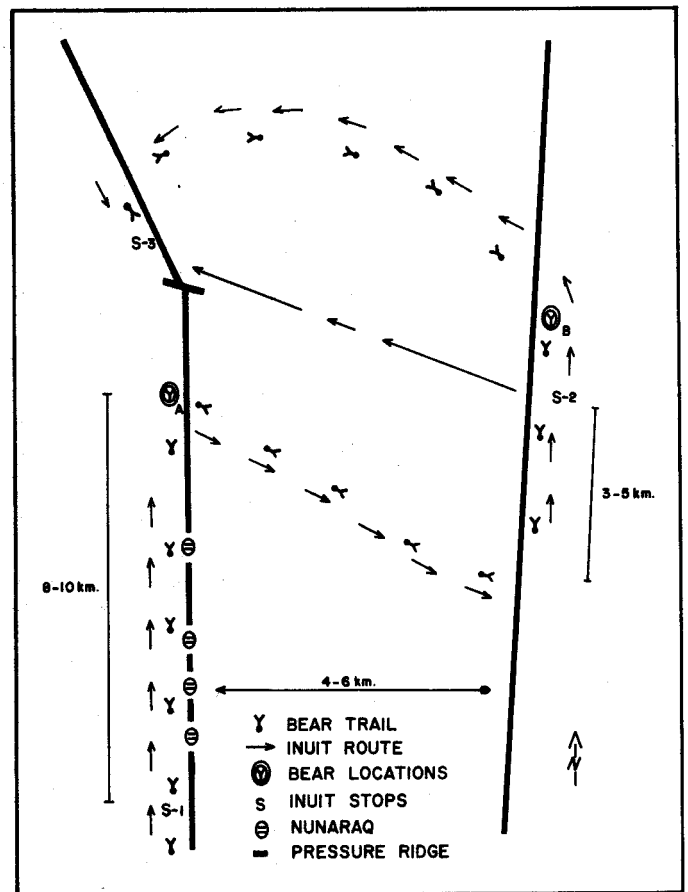 S-3
B
S-2
A
3-5 km.
8-10 km.
4-6 km.
BEAR TRAIL
INUIT ROUTE
BEAR LOCATIONS
S INUIT STOPS
NUNARAQ
PRESSURE RIDGE
S-1
N